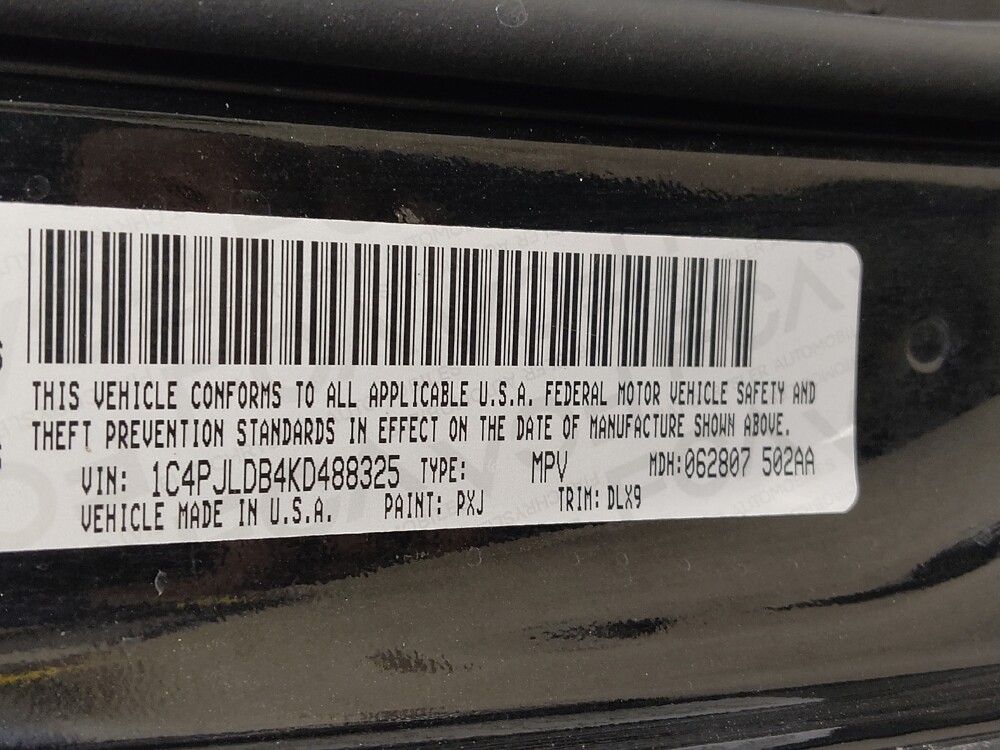 THIS VEHICLE CONFORMS TO ALL APPLICABLE U.S.A. FEDERAL MOTOR VEHICLE SAFETY AND
THEFT PREVENTION STANDARDS IN EFFECT ON THE DATE OF MANUFACTURE SHOWN ABOVE.
VIN: 1C4PJLDB4KD488325 TYPE: MPV MDH:062807 502AA
VEHICLE MADE IN U.S.A. PAINT: PXJ TRIM: DLX9